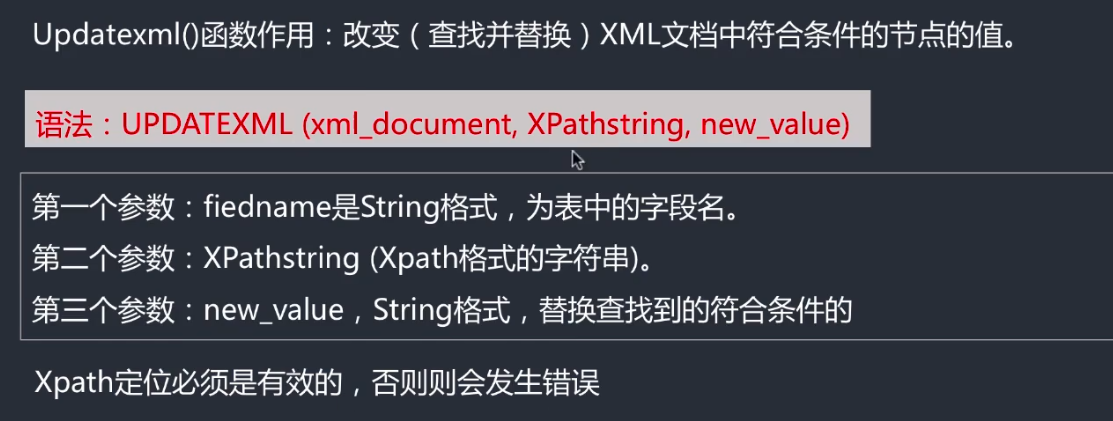 Updatexml()函数作用：改变（查找并替换）XML文档中符合条件的节点的值。
语法：UPDATEXML (xml_document, XPathstring, new_value)
第一个参数：fiedname是String格式，为表中的字段名。
第二个参数：XPathstring (Xpath格式的字符串)。
第三个参数：new_value，String格式，替换查找到的符合条件的
Xpath定位必须是有效的，否则则会发生错误